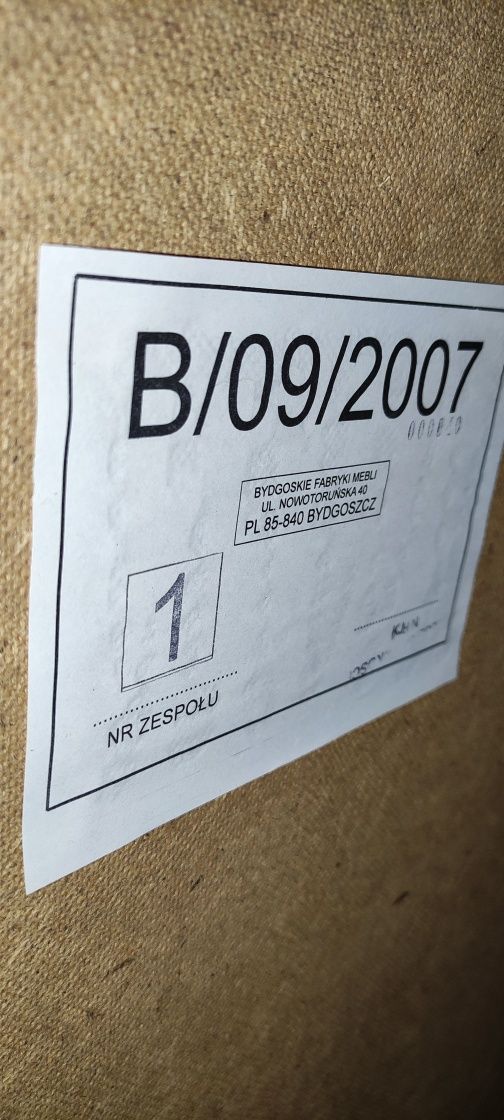 B/09/2007
BYDGOSKIE FABRYKI MEBLI
UL. NOWOTORUŃSKA 40
PL 85-840 BYDGOSZCZ
1
NR ZESPOŁU